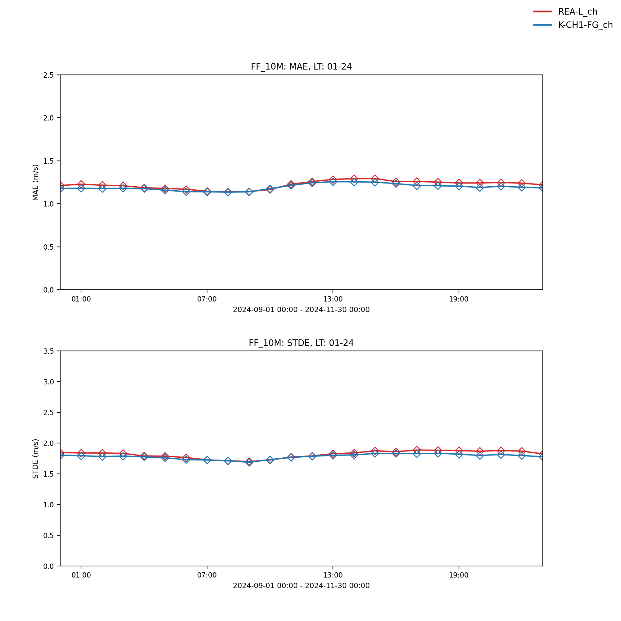 REA-L_ch
K-CH1-FG_ch
FF_10M: MAE, LT: 01-24
2.5
2.0
1.5
1.0
0.5
0.0
MAE (m/s)
01:00 07:00 13:00 19:00
2024-09-01 00:00 - 2024-11-30 00:00
FF_10M: STDE, LT: 01-24
3.5
3.0
2.5
2.0
1.5
1.0
0.5
0.0
STDE (m/s)
01:00 07:00 13:00 19:00
2024-09-01 00:00 - 2024-11-30 00:00